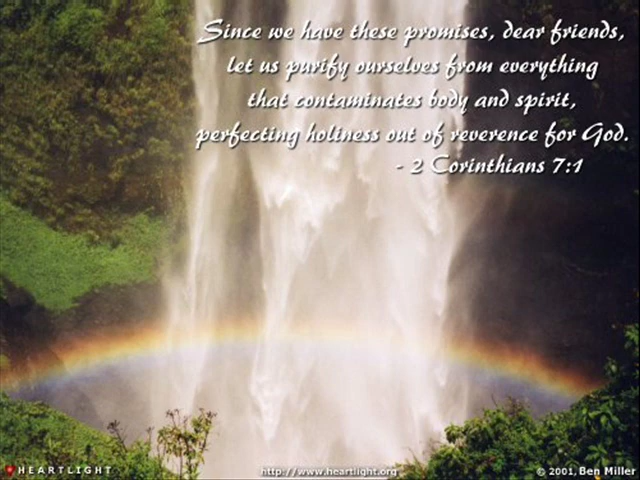 Since we have these promises, dear friends,
let us purify ourselves from everything
that contaminates body and spirit,
perfecting holiness out of reverence for God.
- 2 Corinthians 7:1
HEARTLIGHT
http://www.heartlight.org
© 2001, Ben Miller